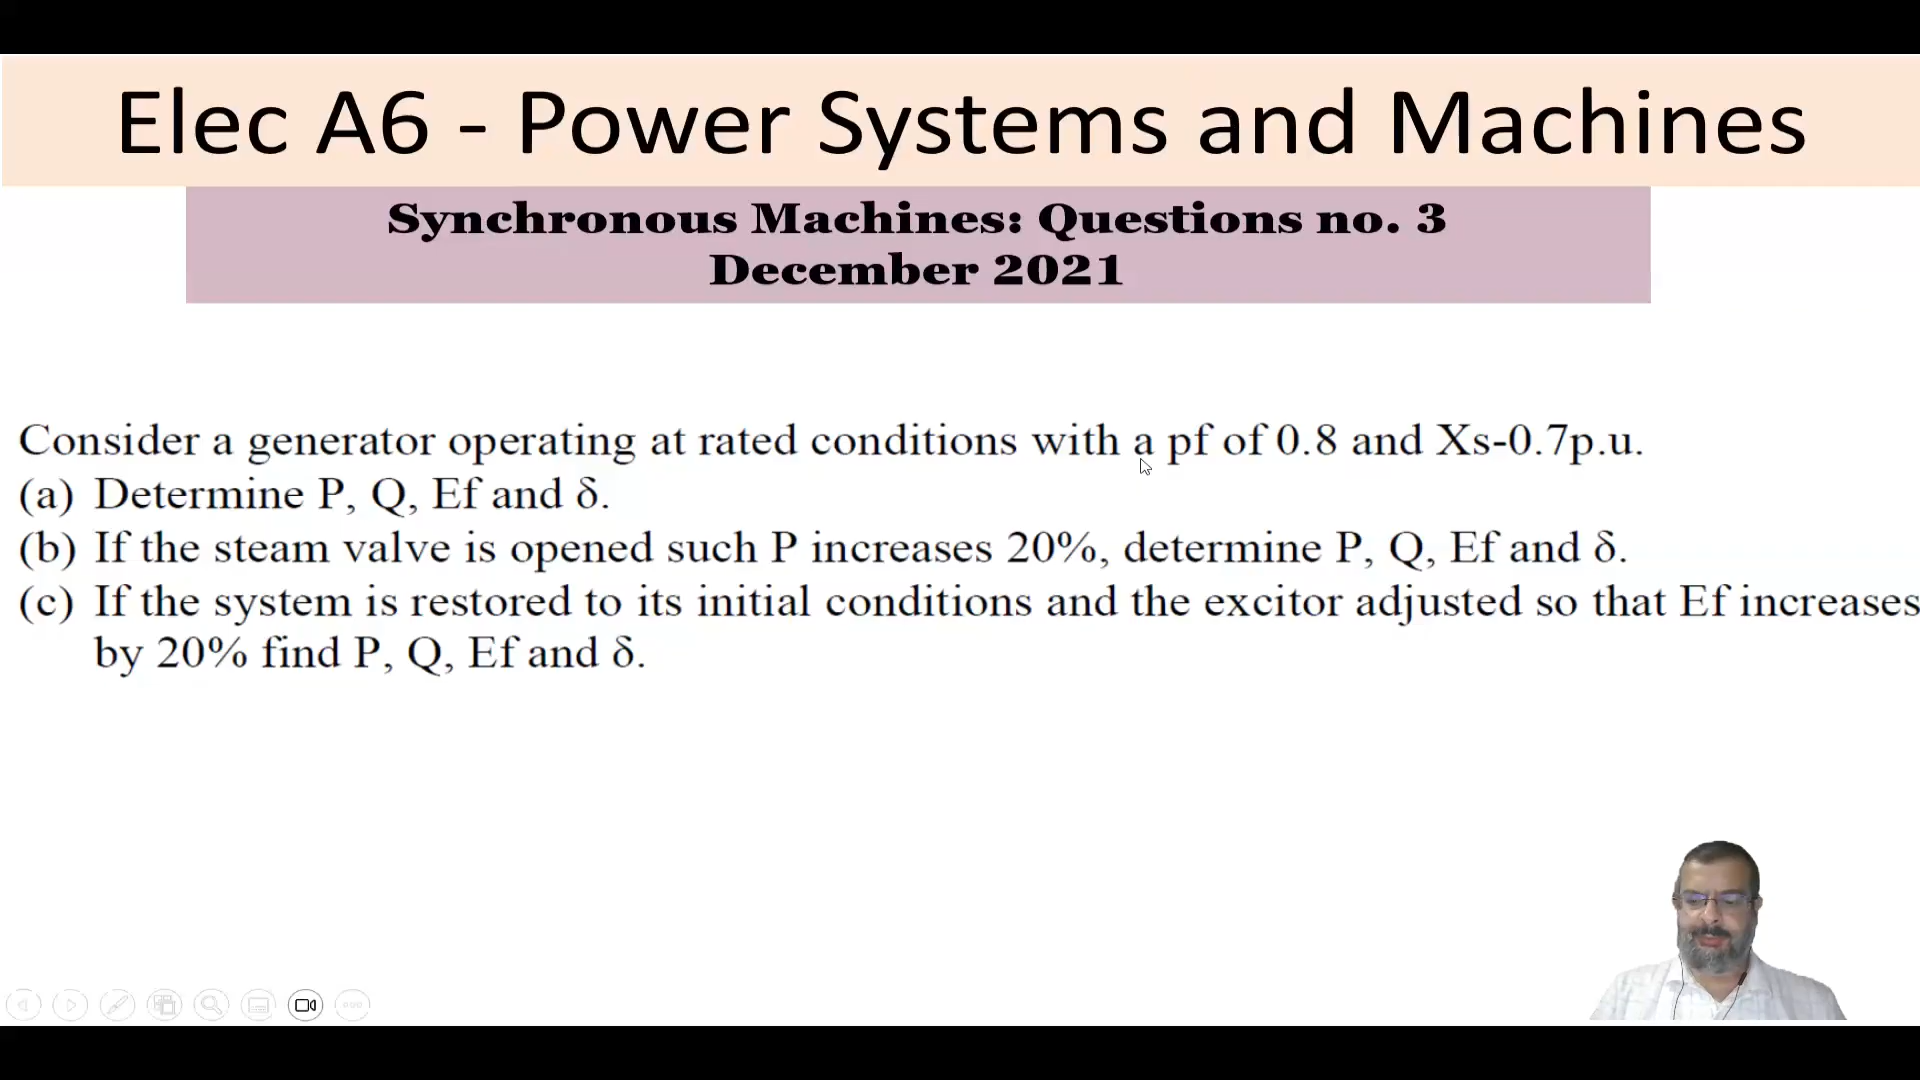 Elec A6 - Power Systems and Machines
Synchronous Machines: Questions no. 3
December 2021
Consider a generator operating at rated conditions with a pf of 0.8 and Xs-0.7p.u.
(a) Determine P, Q, Ef and δ.
(b) If the steam valve is opened such P increases 20%, determine P, Q, Ef and δ.
(c) If the system is restored to its initial conditions and the excitor adjusted so that Ef increases
by 20% find P, Q, Ef and δ.